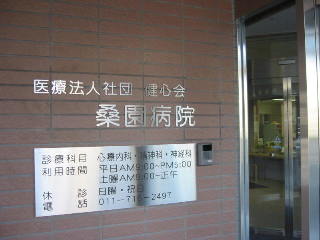 医療法人社団 健心会
桑園病院
診療科目 心療内科・精神科・神経科
利用時間 平日AM9:00~PM5:00
土曜AM9:00~正午
休診 日曜・祝日
電話 011-716-2497